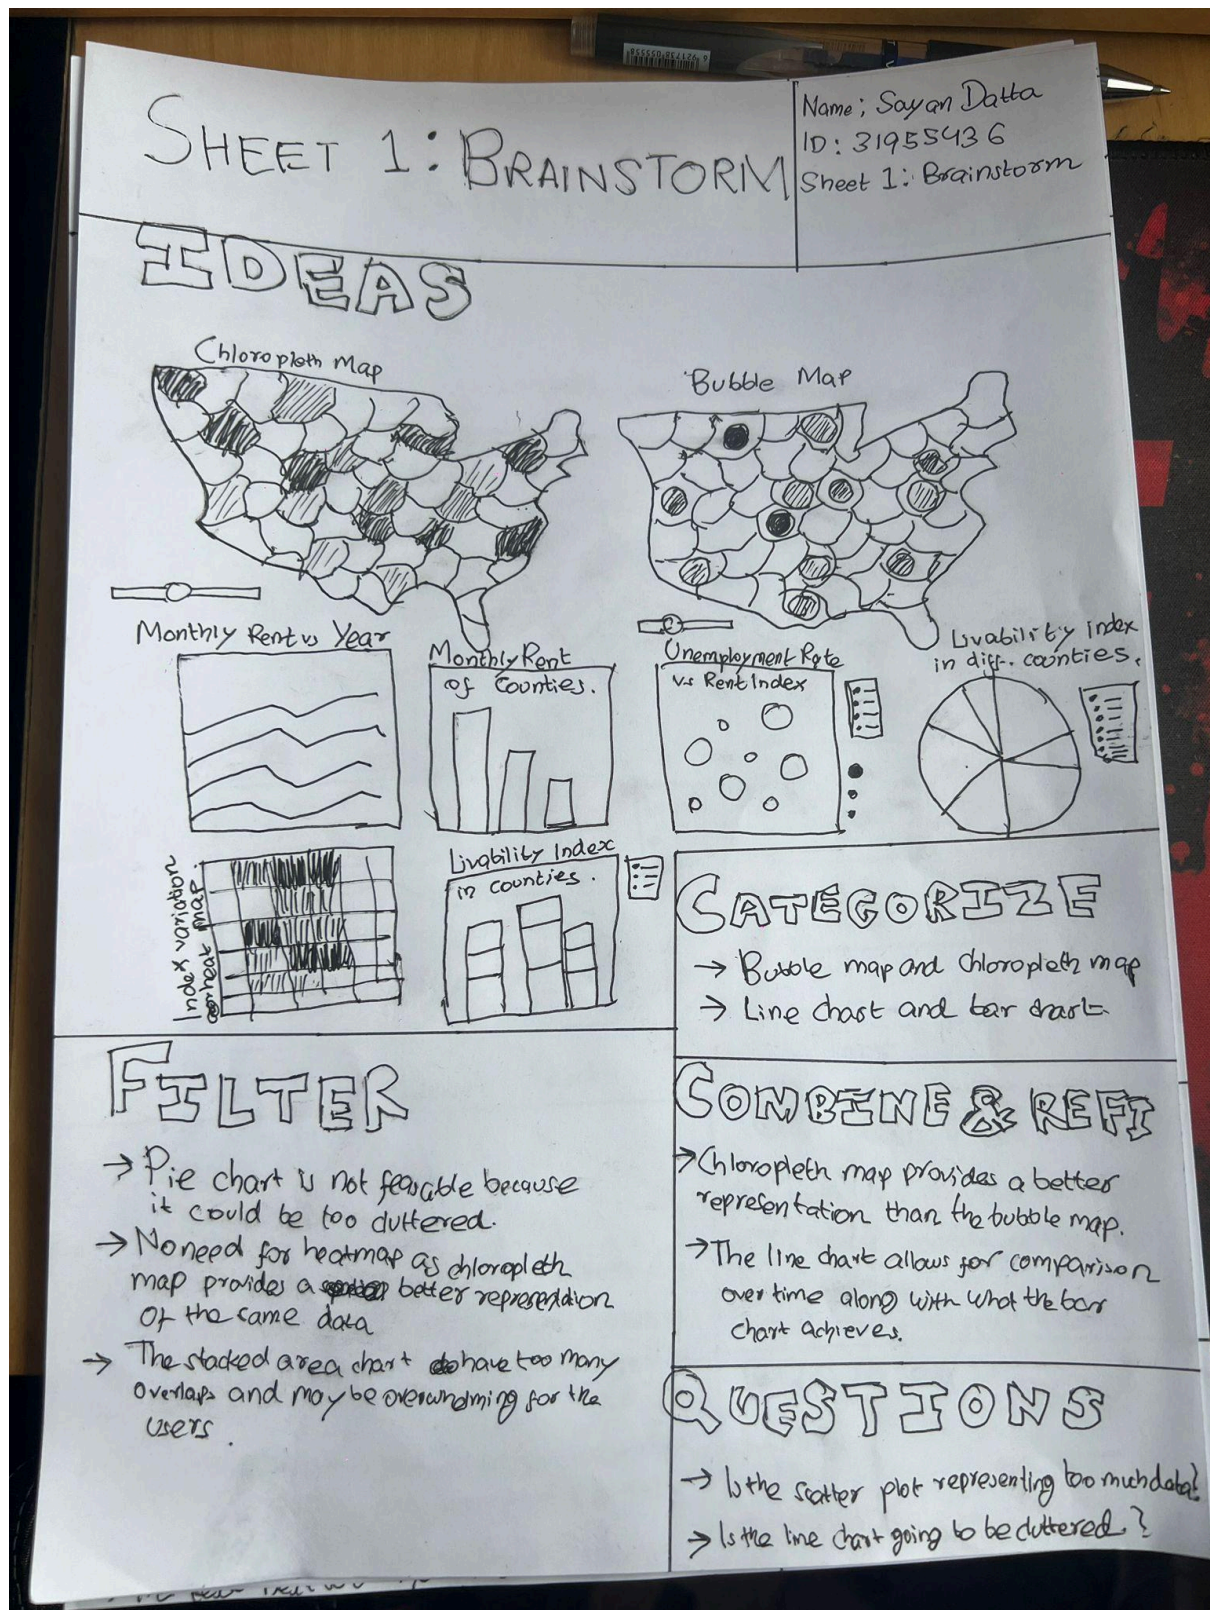 SHEET 1: BRAINSTORM
Name: Sayan Datta
ID: 31955436
Sheet 1: Brainstorm
IDEAS
Chloropleth Map
Bubble Map
Monthly Rent vs Year
Monthly Rent
of Counties.
Unemployment Rate
vs Rent Index
Livability index
in diff. counties.
Index variation
heat map.
Livability Index
in counties.
CATEGORIZE
→ Bubble map and chloropleth map
→ Line chart and bar chart.
FILTER
→ Pie chart is not feasable because
it could be too cluttered.
→ No need for heatmap as chloropleth
map provides a better representation
of the same data
→ The stacked area chart have too many
overlaps and may be overwhelming for the
users.
COMBINE & REFI
→ Chloropleth map provides a better
representation than the bubble map.
→ The line chart allows for comparison
over time along with what the bar
chart achieves.
QUESTIONS
→ Is the scatter plot representing too much data?
→ Is the line chart going to be cluttered?
6921738055558